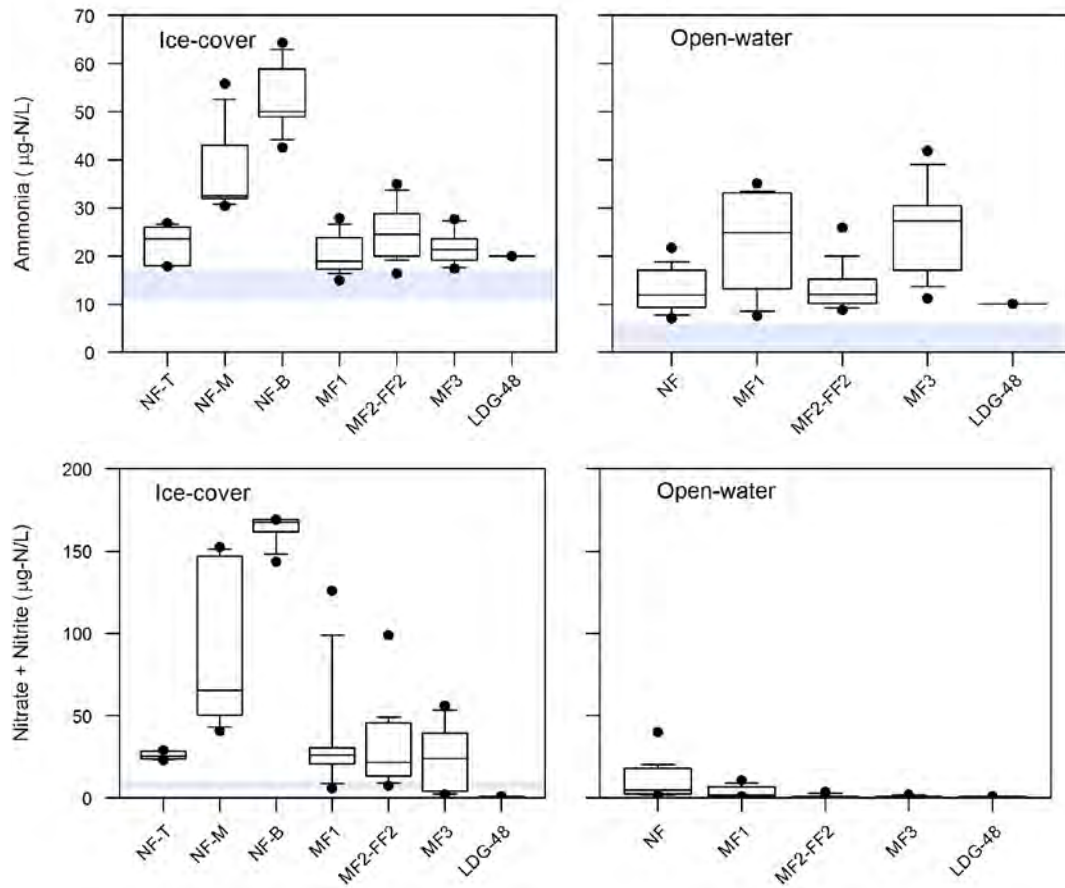 70
60
50
40
30
20
10
0
Ammonia ( µg-N/L)
Ice-cover
NF-T
NF-M
NF-B
MF1
MF2-FF2
MF3
LDG-48
Open-water
NF
MF1
MF2-FF2
MF3
LDG-48
200
150
100
50
0
Nitrate + Nitrite ( µg-N/L)
Ice-cover
NF-T
NF-M
NF-B
MF1
MF2-FF2
MF3
LDG-48
Open-water
NF
MF1
MF2-FF2
MF3
LDG-48